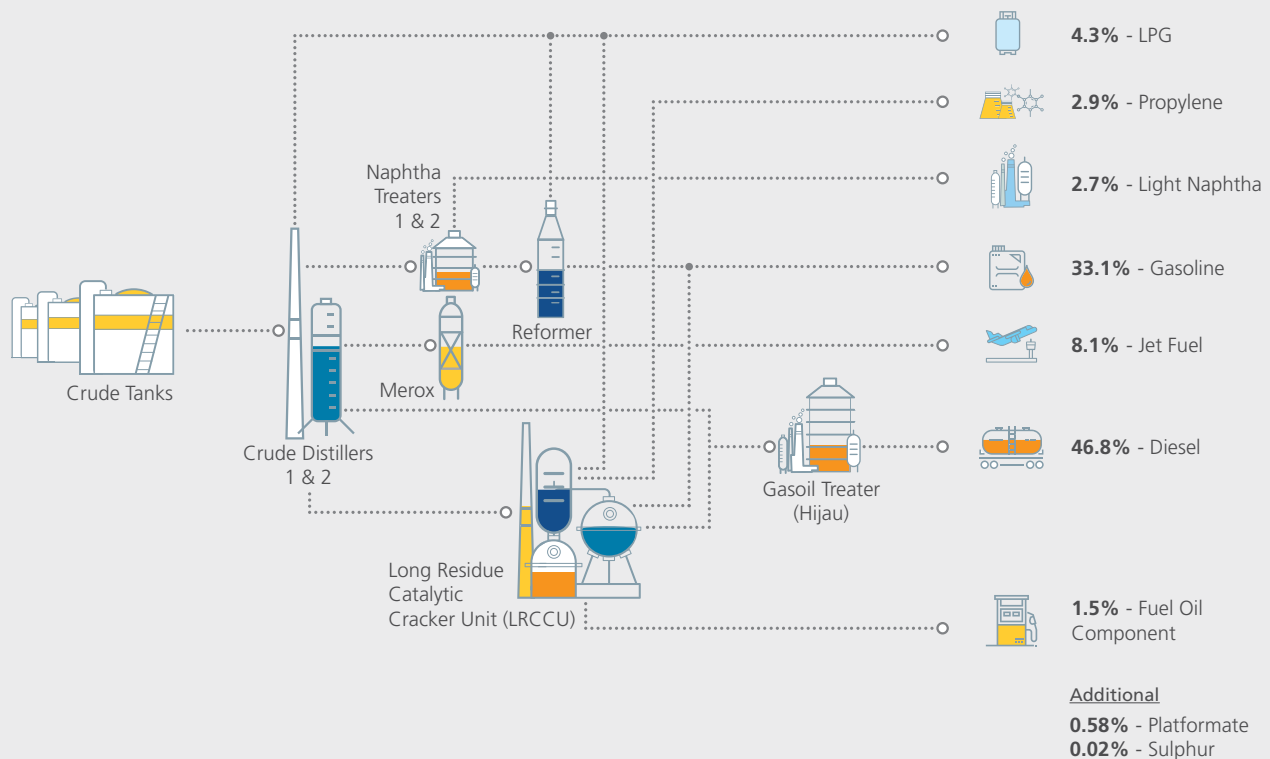 4.3% - LPG
2.9% - Propylene
Naphtha
Treaters
1 & 2
2.7% - Light Naphtha
33.1% - Gasoline
Reformer
8.1% - Jet Fuel
Crude Tanks
Merox
Crude Distillers
1 & 2
46.8% - Diesel
Gasoil Treater
(Hijau)
Long Residue
Catalytic
Cracker Unit (LRCCU)
1.5% - Fuel Oil
Component
Additional
0.58% - Platformate
0.02% - Sulphur